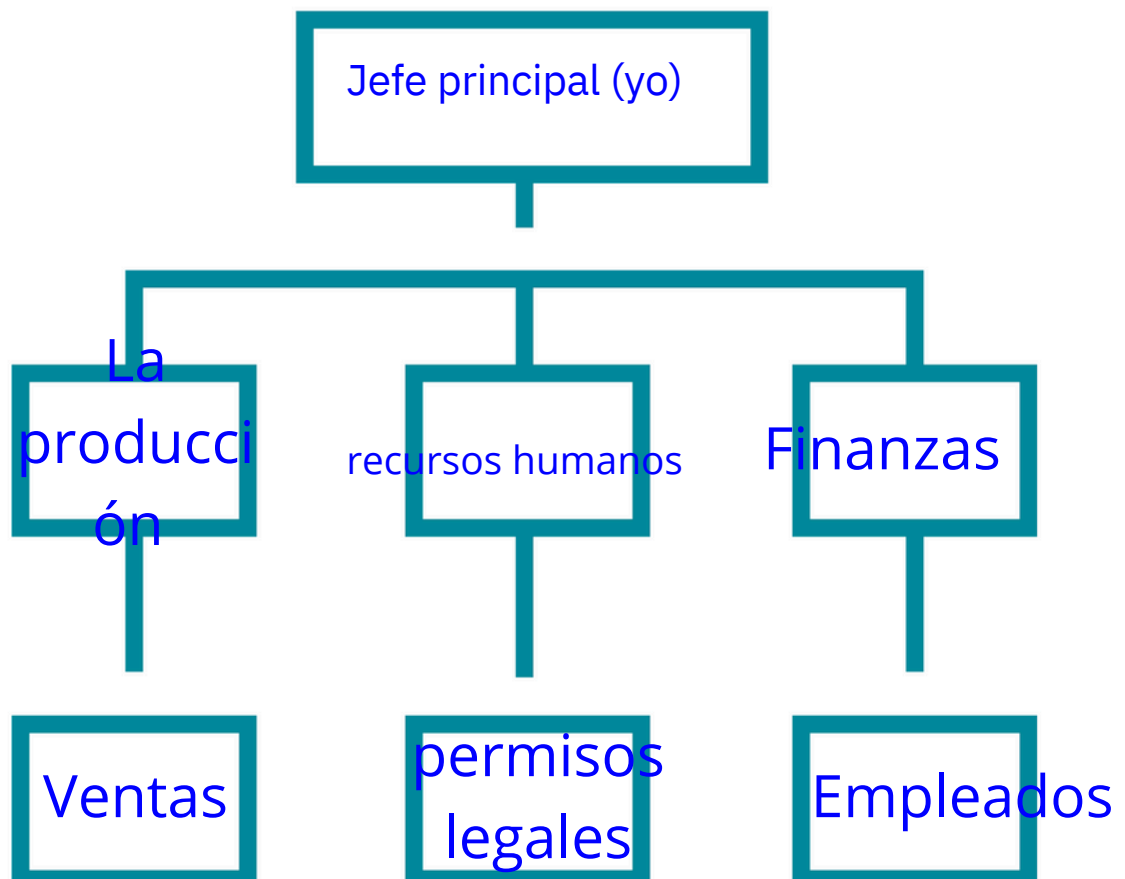 Jefe principal (yo)
La
producci
ón
recursos humanos
Finanzas
Ventas
permisos
legales
Empleados